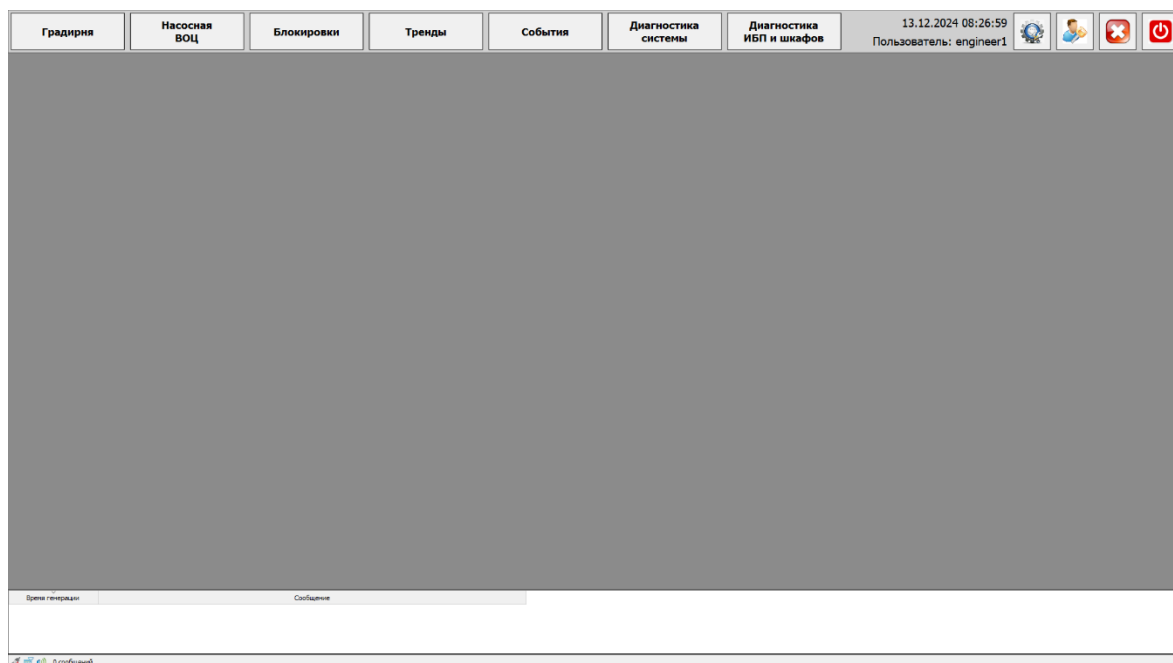 Градирня
Насосная
ВОЦ
Блокировки
Тренды
События
Диагностика
системы
Диагностика
ИБП и шкафов
13.12.2024 08:26:59
Пользователь: engineer1
Время генерации
Сообщение
0 сообщений